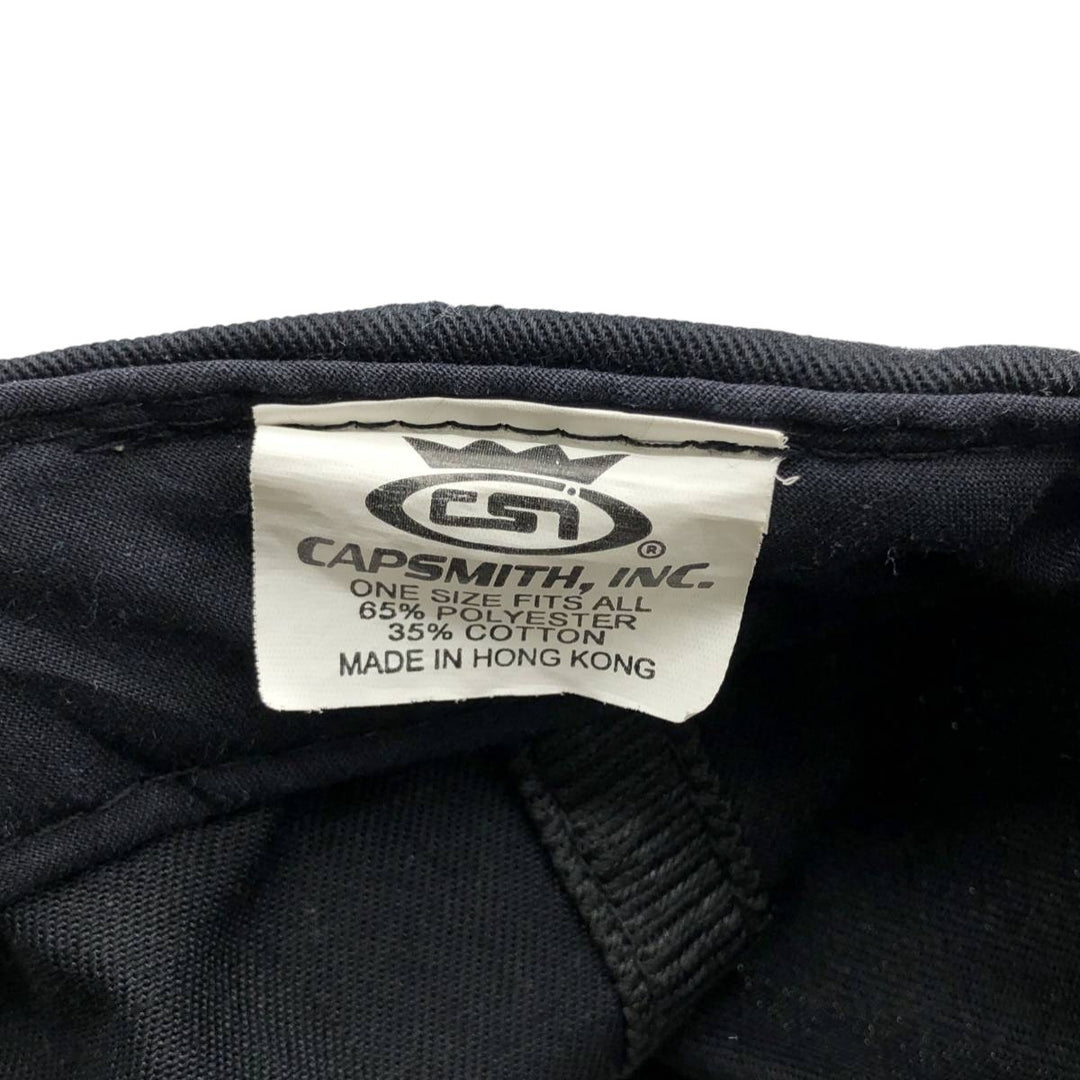 CSI
®
CAPSMITH, INC.
ONE SIZE FITS ALL
65% POLYESTER
35% COTTON
MADE IN HONG KONG